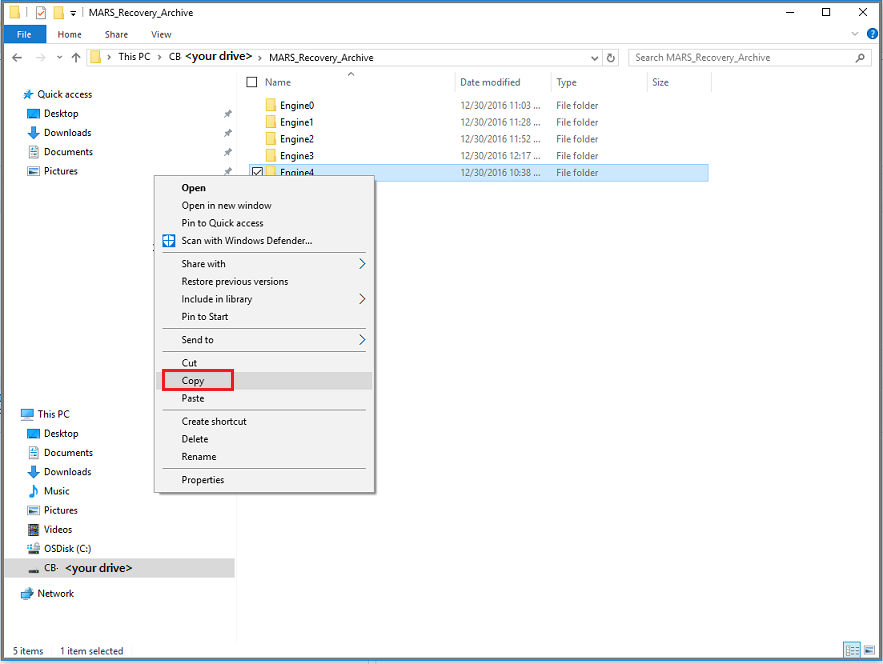 MARS_Recovery_Archive
File Home Share View
This PC CB <your drive> MARS_Recovery_Archive
Search MARS_Recovery_Archive
Name Date modified Type Size
Engine0 12/30/2016 11:03 ... File folder
Engine1 12/30/2016 11:28 ... File folder
Engine2 12/30/2016 11:52 ... File folder
Engine3 12/30/2016 12:17 ... File folder
Engine4 12/30/2016 10:38 ... File folder
Quick access
Desktop
Downloads
Documents
Pictures
Open
Open in new window
Pin to Quick access
Scan with Windows Defender...
Share with
Restore previous versions
Include in library
Pin to Start
Send to
Cut
Copy
Paste
Create shortcut
Delete
Rename
Properties
This PC
Desktop
Documents
Downloads
Music
Pictures
Videos
OSDisk (C:)
CB- <your drive>
Network
5 items 1 item selected